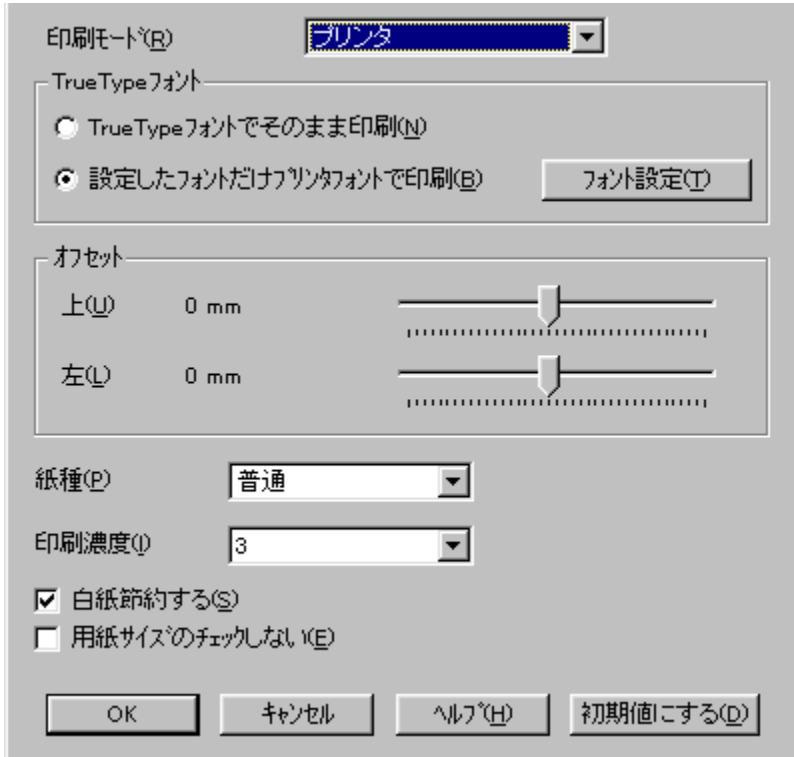 印刷ﾓｰﾄﾞ(R) プリンタ
TrueTypeﾌｫﾝﾄ
TrueTypeﾌｫﾝﾄでそのまま印刷(N)
設定したﾌｫﾝﾄだけﾌﾟﾘﾝﾀﾌｫﾝﾄで印刷(B) ﾌｫﾝﾄ設定(T)
ｵﾌｾｯﾄ
上(U) 0 mm
左(L) 0 mm
紙種(P) 普通
印刷濃度(I) 3
白紙節約する(S)
用紙ｻｲｽﾞのﾁｪｯｸしない(E)
OK ｷｬﾝｾﾙ ﾍﾙﾌﾟ(H) 初期値にする(D)